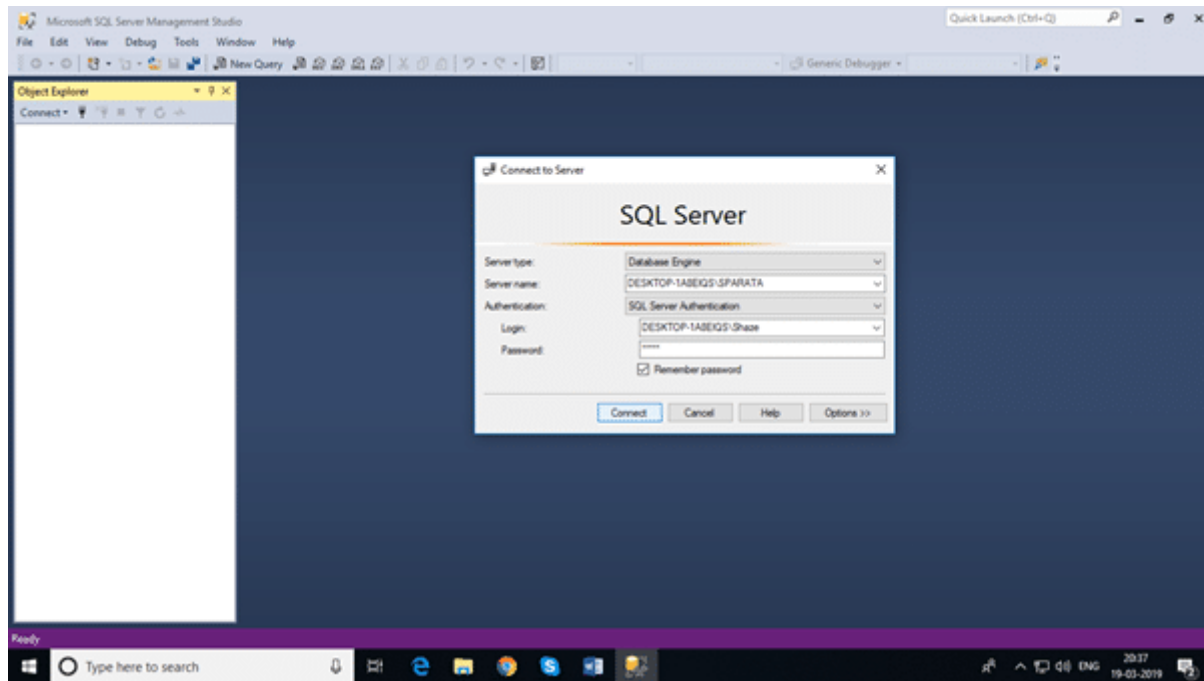 Microsoft SQL Server Management Studio
Quick Launch (Ctrl+Q)
File Edit View Debug Tools Window Help
New Query
Generic Debugger
Object Explorer
Connect
Connect to Server
SQL Server
Server type: Database Engine
Server name: DESKTOP-1A8EIQS\SPARATA
Authentication: SQL Server Authentication
Login: DESKTOP-1A8EIQS\Shaze
Password: *****
Remember password
Connect Cancel Help Options >>
Ready
Type here to search
ENG
20:37
19-03-2019